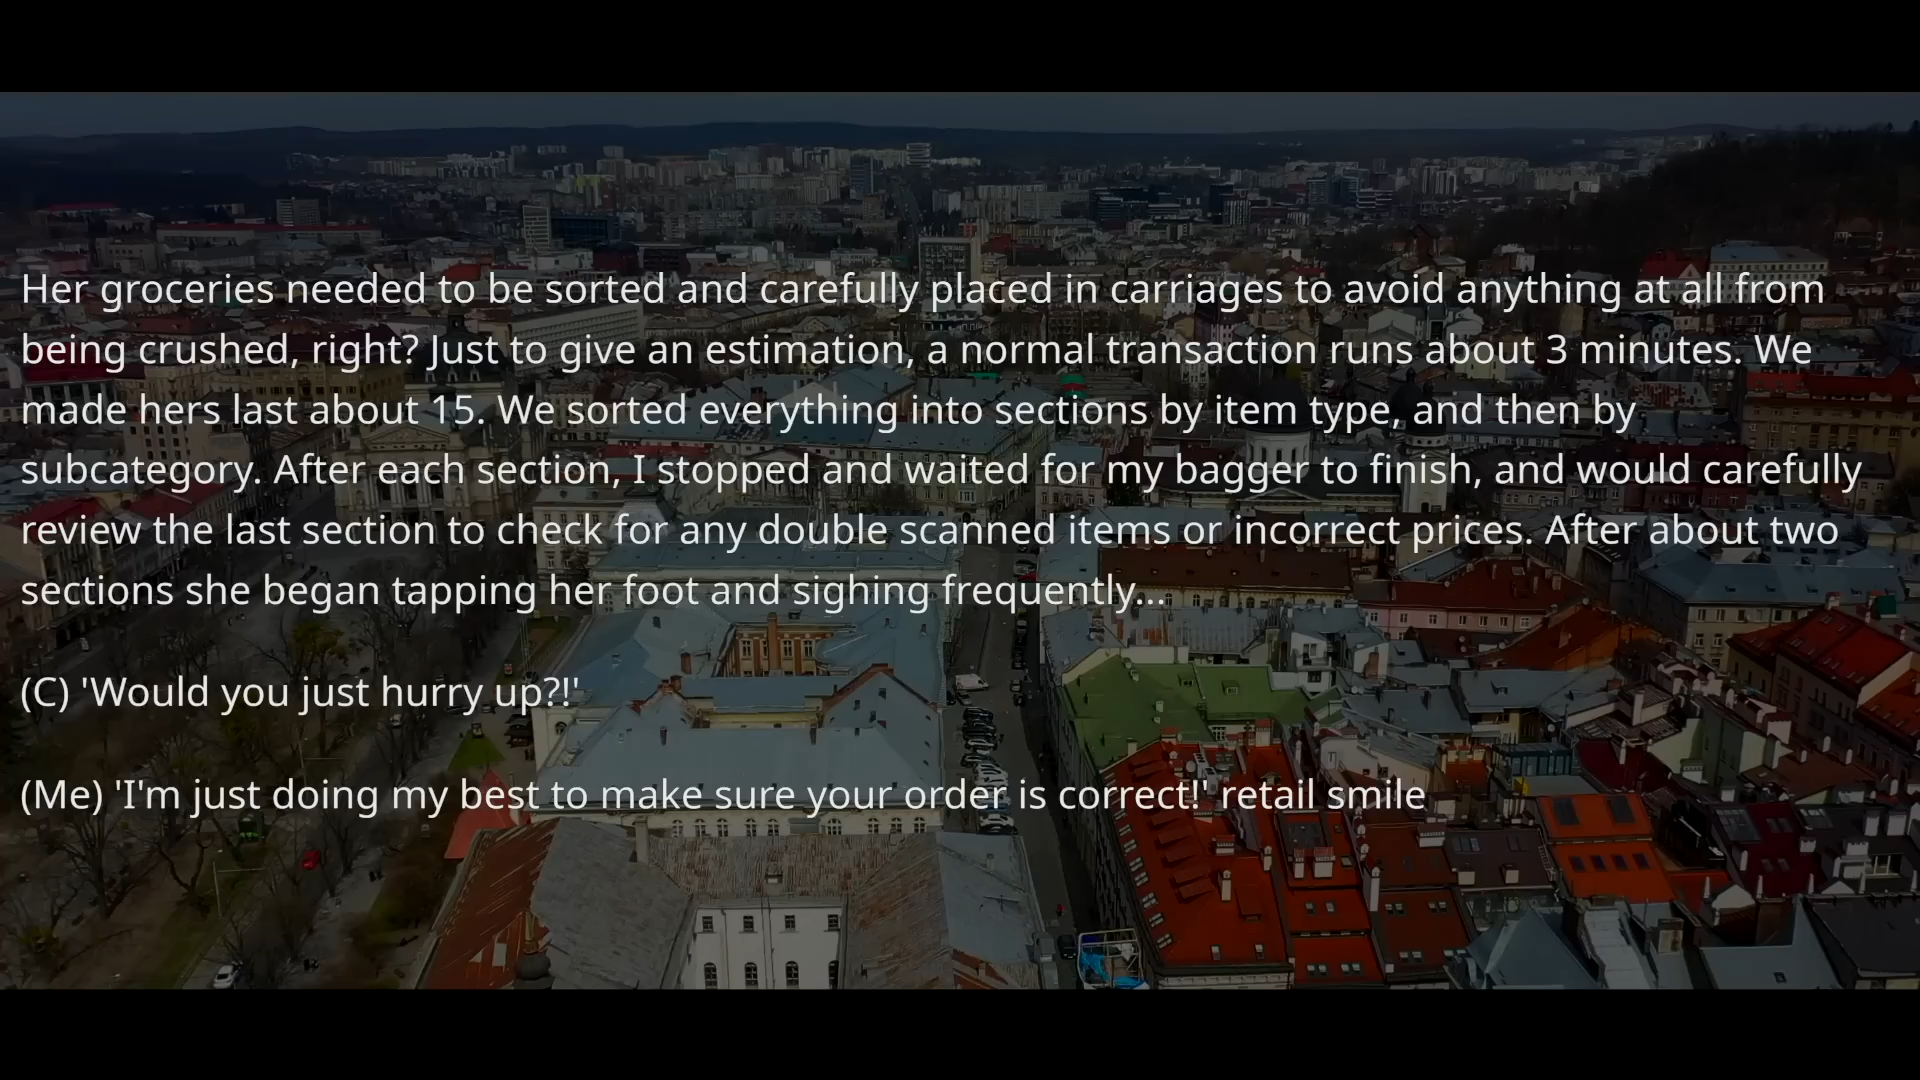 Her groceries needed to be sorted and carefully placed in carriages to avoid anything at all from
being crushed, right? Just to give an estimation, a normal transaction runs about 3 minutes. We
made hers last about 15. We sorted everything into sections by item type, and then by
subcategory. After each section, I stopped and waited for my bagger to finish, and would carefully
review the last section to check for any double scanned items or incorrect prices. After about two
sections she began tapping her foot and sighing frequently...
(C) 'Would you just hurry up?!'
(Me) 'I'm just doing my best to make sure your order is correct!' retail smile